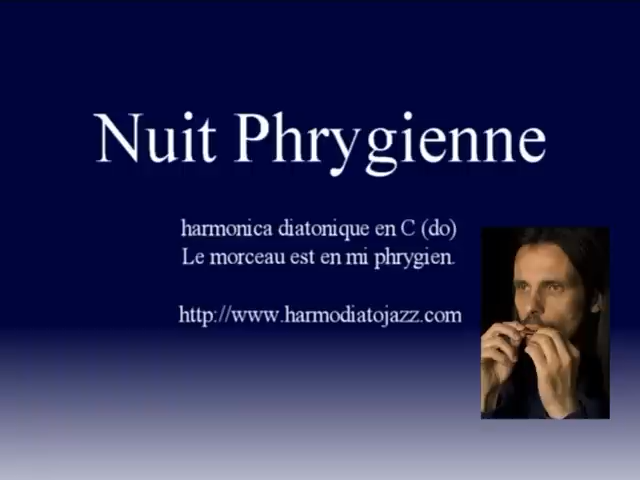 Nuit Phrygienne
harmonica diatonique en C (do)
Le morceau est en mi phrygien.
http://www.harmodiatojazz.com